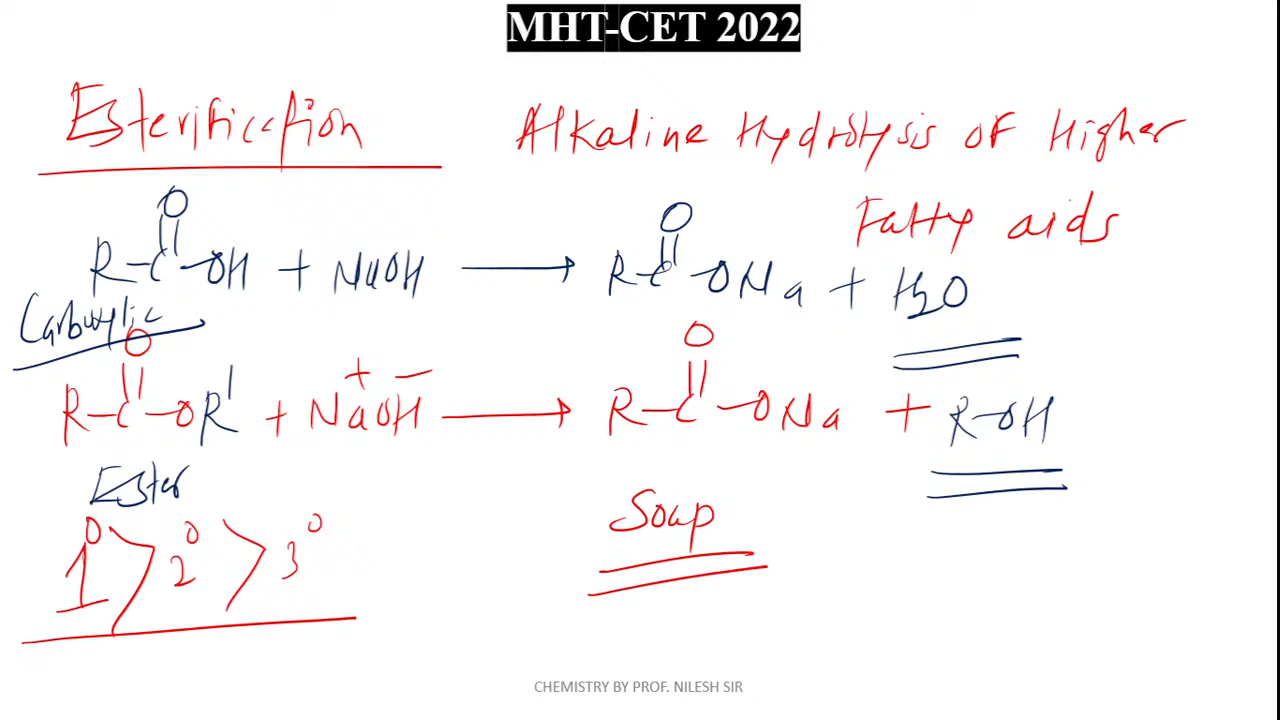 MHT-CET 2022
Esterification
Alkaline Hydrolysis of Higher
Fatty aids
O
R-C-OH + NaOH → R-C-ONa + H2O
O
Carboxylic
O
R-C-OR' + NaOH → R-C-ONa + R-OH
O
+ −
Ester
1° > 2° > 3°
Soap
CHEMISTRY BY PROF. NILESH SIR